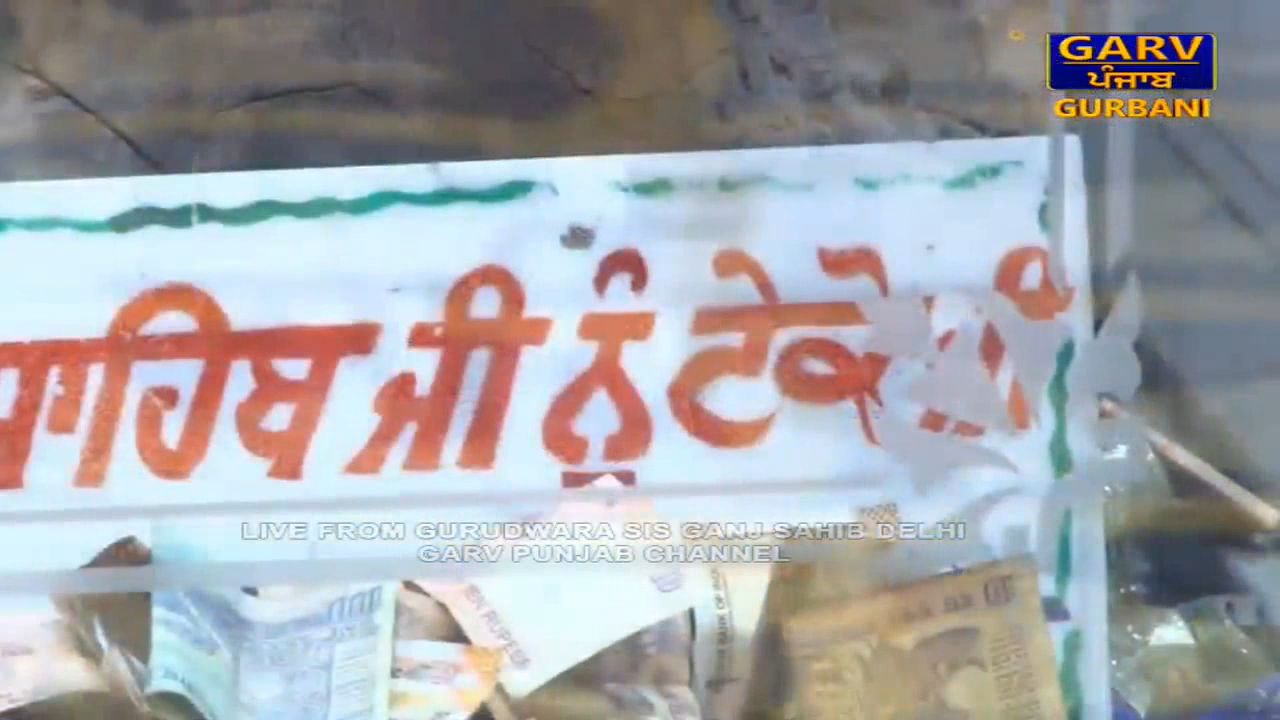 GARV
ਪੰਜਾਬ
GURBANI
ਸਾਹਿਬ ਜੀ ਨੂੰ ਟੇਕੋ ਜੀ
LIVE FROM GURUDWARA SIS GANJ SAHIB DELHI
GARV PUNJAB CHANNEL